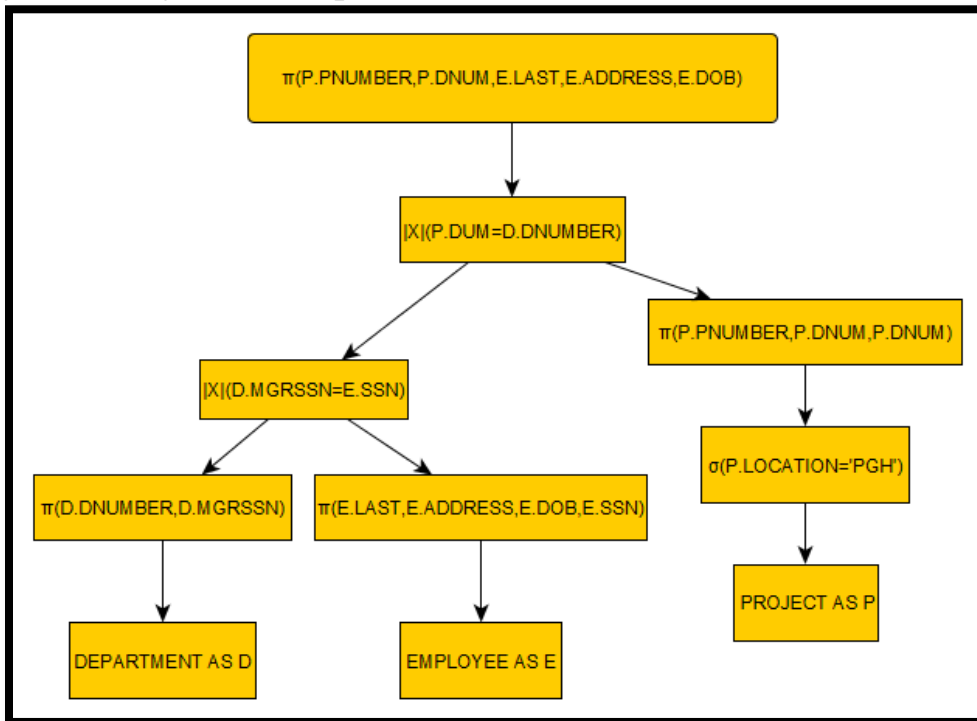 π(P.PNUMBER,P.DNUM,E.LAST,E.ADDRESS,E.DOB)
|X|(P.DUM=D.DNUMBER)
π(P.PNUMBER,P.DNUM,P.DNUM)
|X|(D.MGRSSN=E.SSN)
σ(P.LOCATION='PGH')
π(D.DNUMBER,D.MGRSSN)
π(E.LAST,E.ADDRESS,E.DOB,E.SSN)
PROJECT AS P
DEPARTMENT AS D
EMPLOYEE AS E